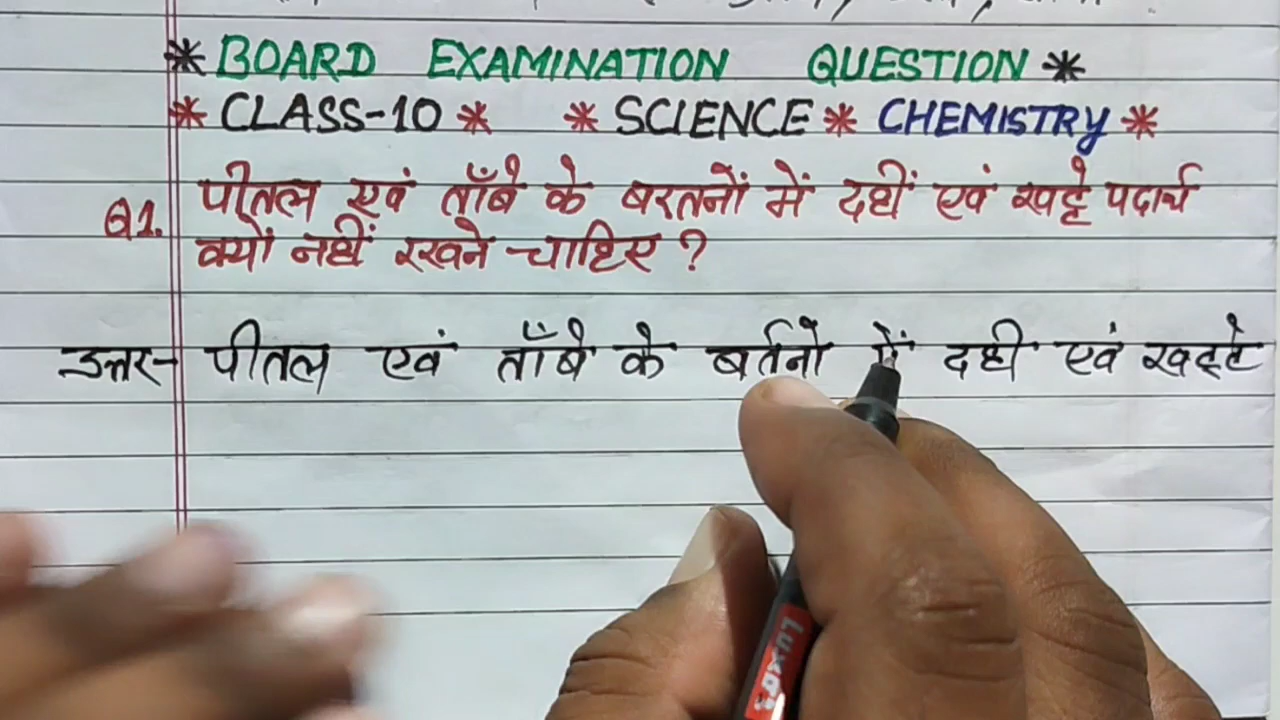 * BOARD EXAMINATION QUESTION *
* CLASS-10 * * SCIENCE * CHEMISTRY *
Q1. पीतल एवं ताँबे के बरतनों में दहीं एवं खट्टे पदार्थ
क्यों नहीं रखने चाहिए ?
उत्तर- पीतल एवं ताँबे के बर्तनो में दही एवं खट्टे
Luxor